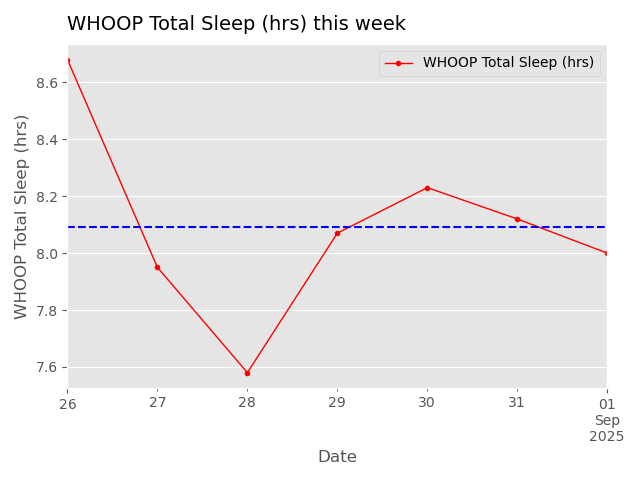 WHOOP Total Sleep (hrs) this week
WHOOP Total Sleep (hrs)
WHOOP Total Sleep (hrs)
8.6
8.4
8.2
8.0
7.8
7.6
26
27
28
29
30
31
01
Sep
2025
Date